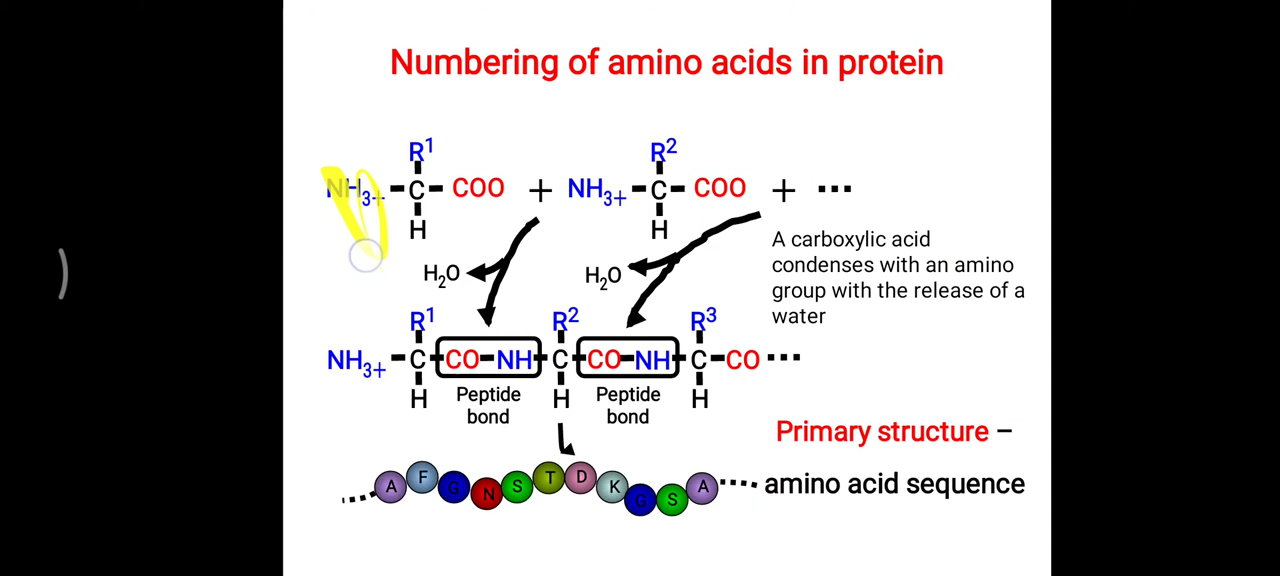 Numbering of amino acids in protein
R¹ R²
NH₃₊ C COO + NH₃₊ C COO + ...
H H
A carboxylic acid
condenses with an amino
group with the release of a
water
H₂O H₂O
R¹ R² R³
NH₃₊ C CO NH C CO NH C CO ...
H H H
Peptide Peptide
bond bond
Primary structure –
A F G N S T D K G S A
amino acid sequence